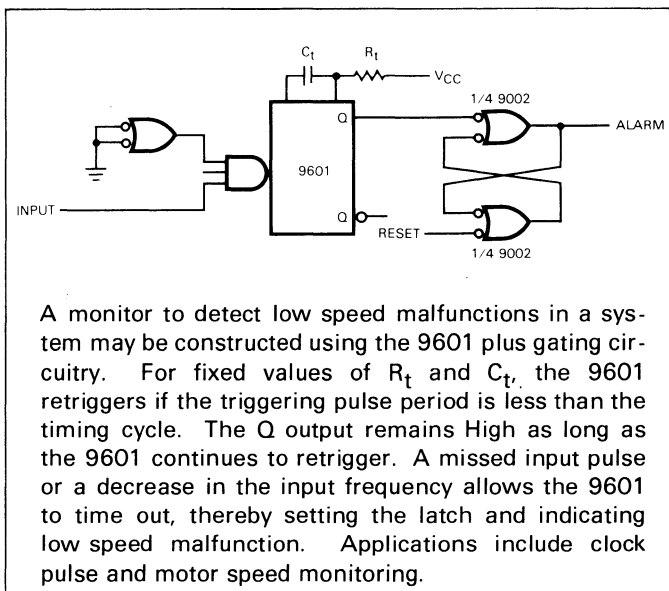 Ct
Rt
VCC
1/4 9002
Q
ALARM
9601
INPUT
Q
RESET
1/4 9002
A monitor to detect low speed malfunctions in a sys-
tem may be constructed using the 9601 plus gating cir-
cuitry. For fixed values of Rt and Ct, the 9601
retriggers if the triggering pulse period is less than the
timing cycle. The Q output remains High as long as
the 9601 continues to retrigger. A missed input pulse
or a decrease in the input frequency allows the 9601
to time out, thereby setting the latch and indicating
low speed malfunction. Applications include clock
pulse and motor speed monitoring.